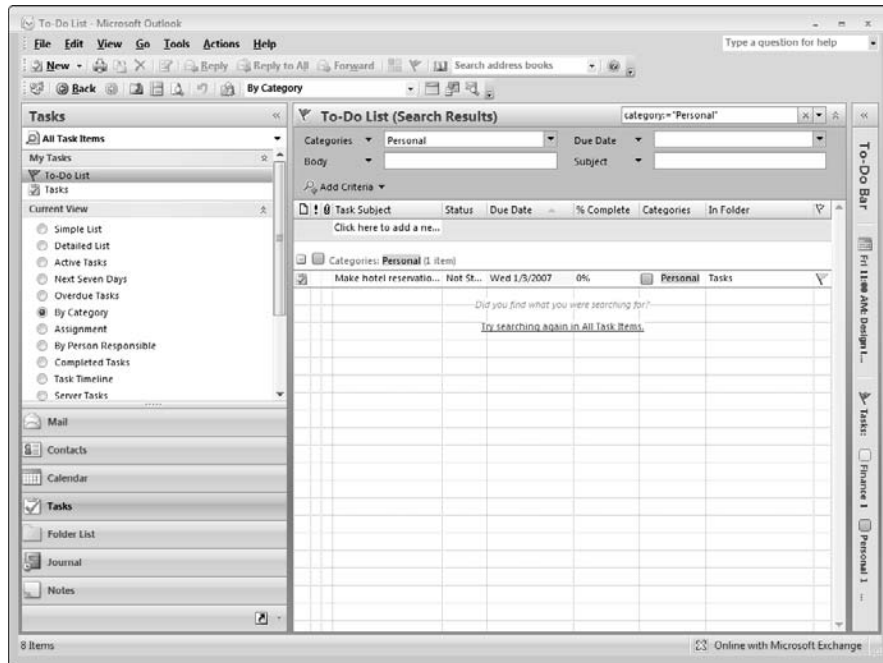 To-Do List - Microsoft Outlook
File Edit View Go Tools Actions Help
Type a question for help
New Reply Reply to All Forward Search address books
Back By Category
Tasks
All Task Items
My Tasks
To-Do List
Tasks
Current View
Simple List
Detailed List
Active Tasks
Next Seven Days
Overdue Tasks
By Category
Assignment
By Person Responsible
Completed Tasks
Task Timeline
Server Tasks
Mail
Contacts
Calendar
Tasks
Folder List
Journal
Notes
To-Do List (Search Results) category:="Personal"
Categories Personal Due Date
Body Subject
Add Criteria
Task Subject Status Due Date % Complete Categories In Folder
Click here to add a ne...
Categories: Personal (1 item)
Make hotel reservatio... Not St... Wed 1/3/2007 0% Personal Tasks
Did you find what you were searching for?
Try searching again in All Task Items.
To-Do Bar
Fri 11:00 AM: Design t...
Tasks:
Finance 1
Personal 1
...
8 Items
Online with Microsoft Exchange